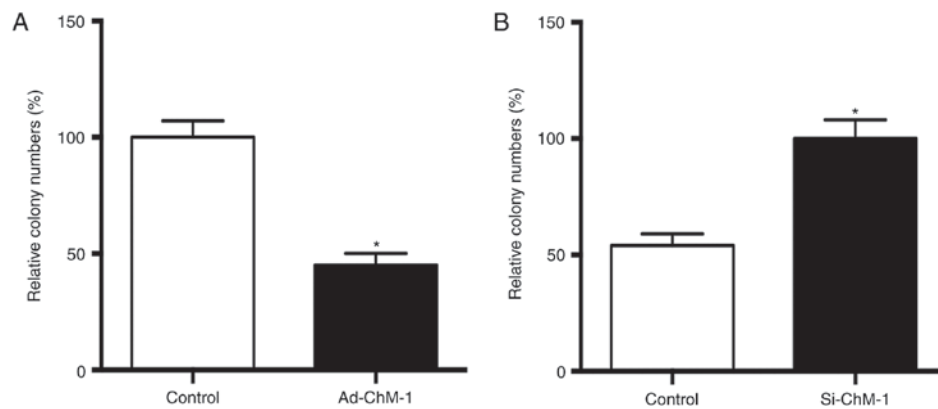 A
150
100
50
0
Relative colony numbers (%)
*
Control
Ad-ChM-1
B
150
100
50
0
Relative colony numbers (%)
*
Control
Si-ChM-1